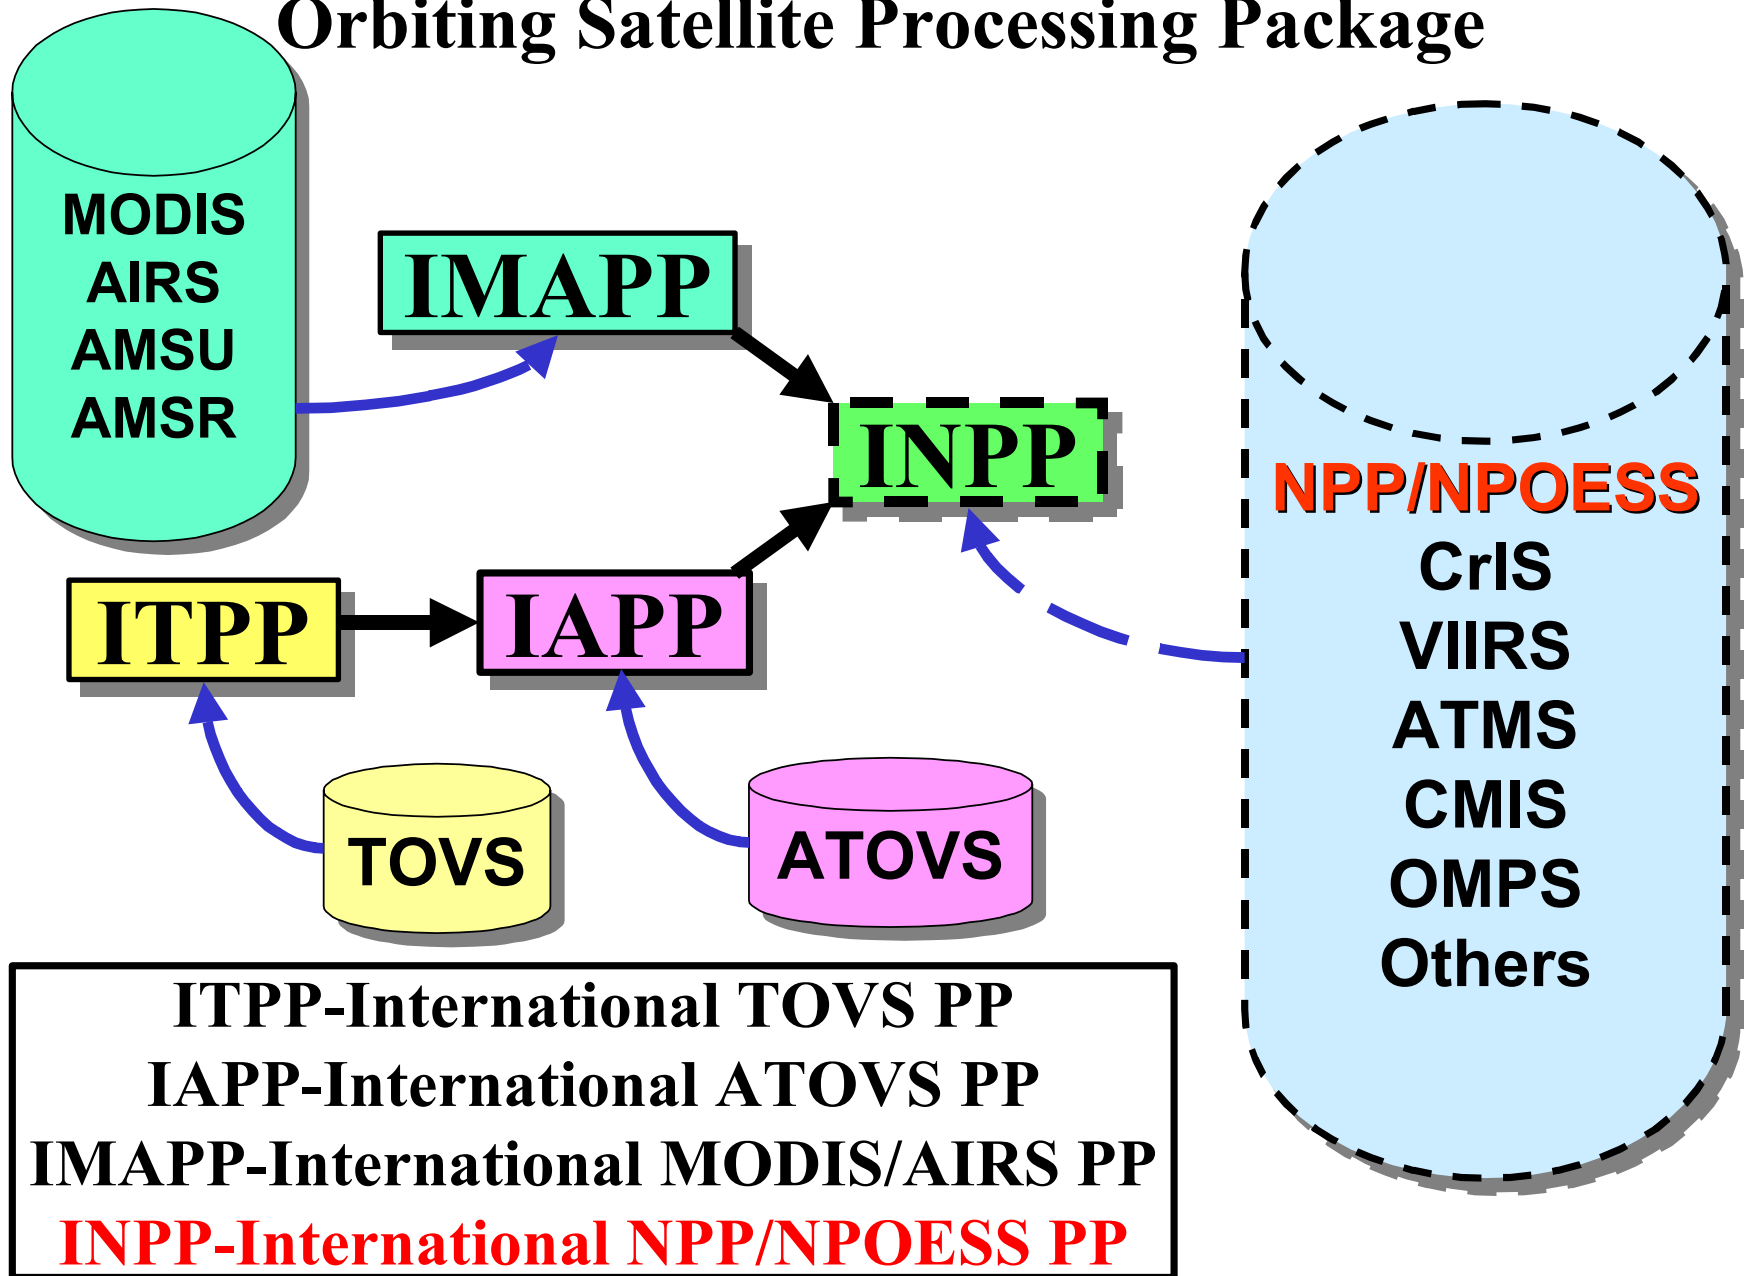 Orbiting Satellite Processing Package
MODIS
AIRS
AMSU
AMSR
IMAPP
INPP
ITPP
IAPP
TOVS
ATOVS
NPP/NPOESS
CrIS
VIIRS
ATMS
CMIS
OMPS
Others
ITPP-International TOVS PP
IAPP-International ATOVS PP
IMAPP-International MODIS/AIRS PP
INPP-International NPP/NPOESS PP